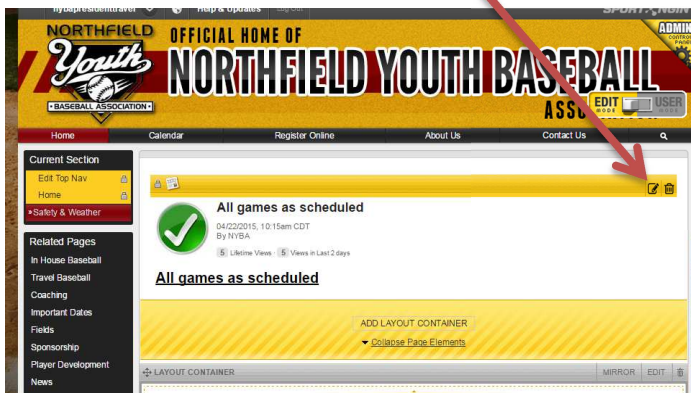 nybapresidenttravel
Help & Updates
Log Out
SPORT NGIN
NORTHFIELD
Youth
• BASEBALL ASSOCIATION •
OFFICIAL HOME OF
NORTHFIELD YOUTH BASEBALL
ADMIN
CONTROL
EDIT
MODE
USER
MODE
Home
Calendar
Register Online
About Us
Contact Us
Current Section
Edit Top Nav
Home
»Safety & Weather
Related Pages
In House Baseball
Travel Baseball
Coaching
Important Dates
Fields
Sponsorship
Player Development
News
All games as scheduled
04/22/2015, 10:15am CDT
By NYBA
5 Lifetime Views · 5 Views in Last 2 days
All games as scheduled
ADD LAYOUT CONTAINER
Collapse Page Elements
LAYOUT CONTAINER
MIRROR
EDIT